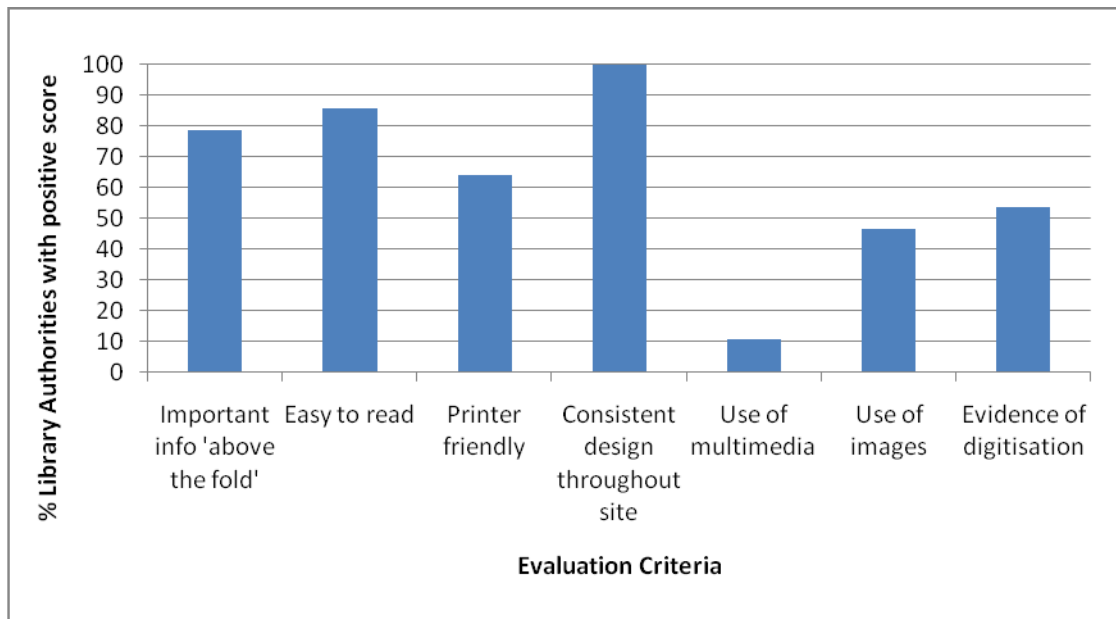 % Library Authorities with positive score
100
90
80
70
60
50
40
30
20
10
0
Important
info 'above
the fold'
Easy to read
Printer
friendly
Consistent
design
throughout
site
Use of
multimedia
Use of
images
Evidence of
digitisation
Evaluation Criteria